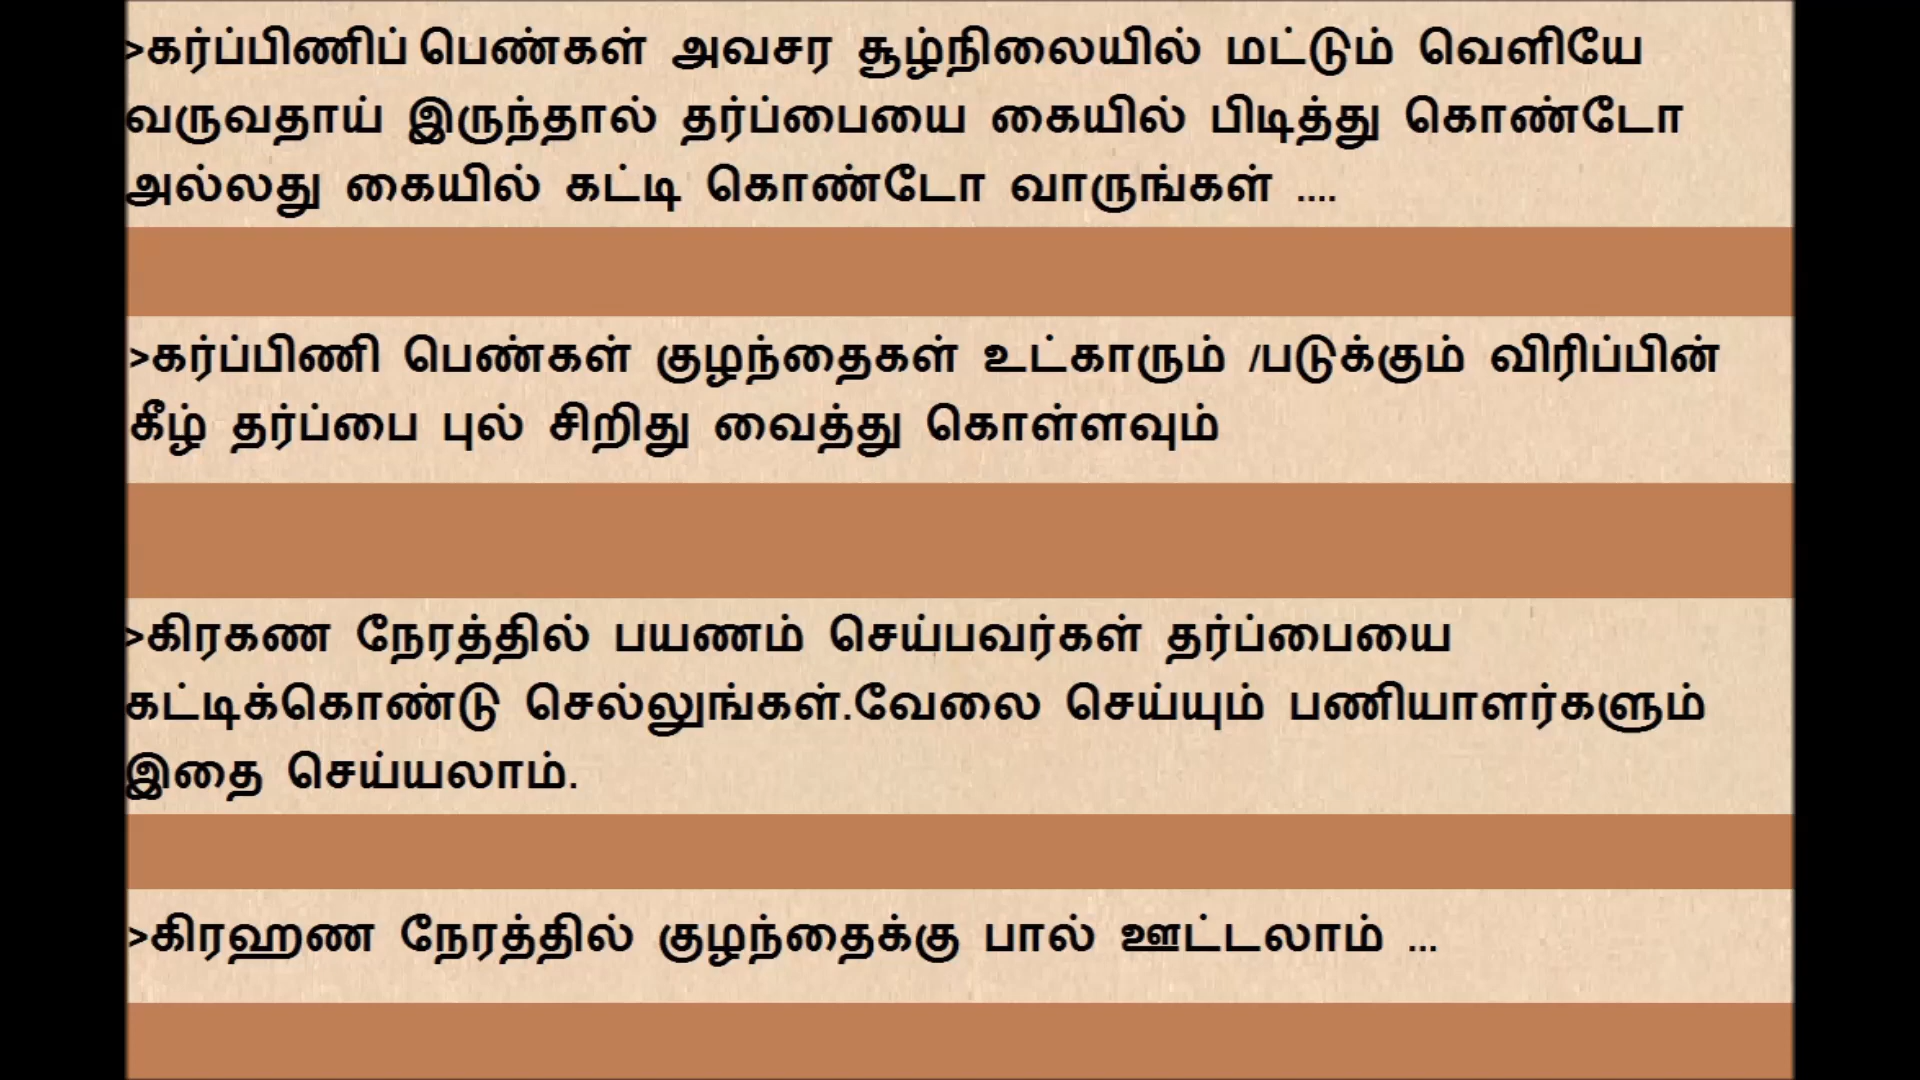 >கர்ப்பிணிப் பெண்கள் அவசர சூழ்நிலையில் மட்டும் வெளியே
வருவதாய் இருந்தால் தர்ப்பையை கையில் பிடித்து கொண்டோ
அல்லது கையில் கட்டி கொண்டோ வாருங்கள் ....
>கர்ப்பிணி பெண்கள் குழந்தைகள் உட்காரும் /படுக்கும் விரிப்பின்
கீழ் தர்ப்பை புல் சிறிது வைத்து கொள்ளவும்
>கிரகண நேரத்தில் பயணம் செய்பவர்கள் தர்ப்பையை
கட்டிக்கொண்டு செல்லுங்கள்.வேலை செய்யும் பணியாளர்களும்
இதை செய்யலாம்.
>கிரஹண நேரத்தில் குழந்தைக்கு பால் ஊட்டலாம் ...